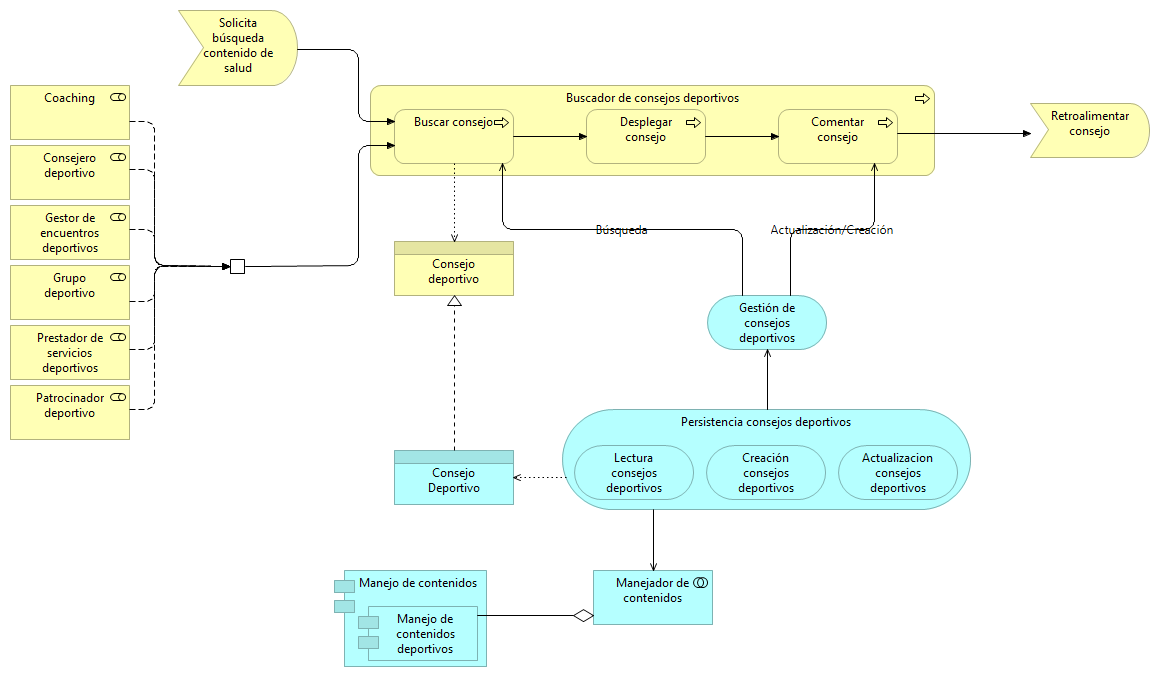 Solicita
búsqueda
contenido de
salud
Coaching
Consejero
deportivo
Gestor de
encuentros
deportivos
Grupo
deportivo
Prestador de
servicios
deportivos
Patrocinador
deportivo
Buscador de consejos deportivos
Buscar consejo
Desplegar
consejo
Comentar
consejo
Retroalimentar
consejo
Búsqueda
Actualización/Creación
Consejo
deportivo
Gestión de
consejos
deportivos
Persistencia consejos deportivos
Lectura
consejos
deportivos
Creación
consejos
deportivos
Actualizacion
consejos
deportivos
Consejo
Deportivo
Manejo de contenidos
Manejo de
contenidos
deportivos
Manejador de
contenidos